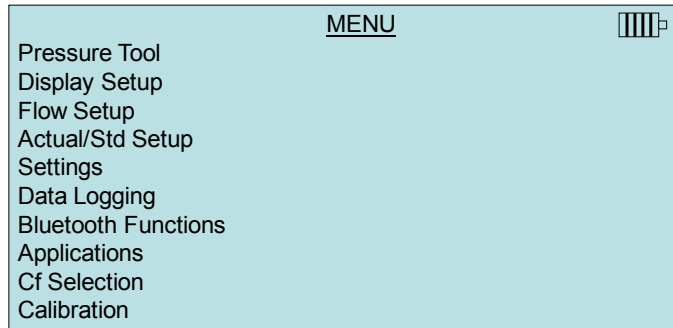 MENU
Pressure Tool
Display Setup
Flow Setup
Actual/Std Setup
Settings
Data Logging
Bluetooth Functions
Applications
Cf Selection
Calibration